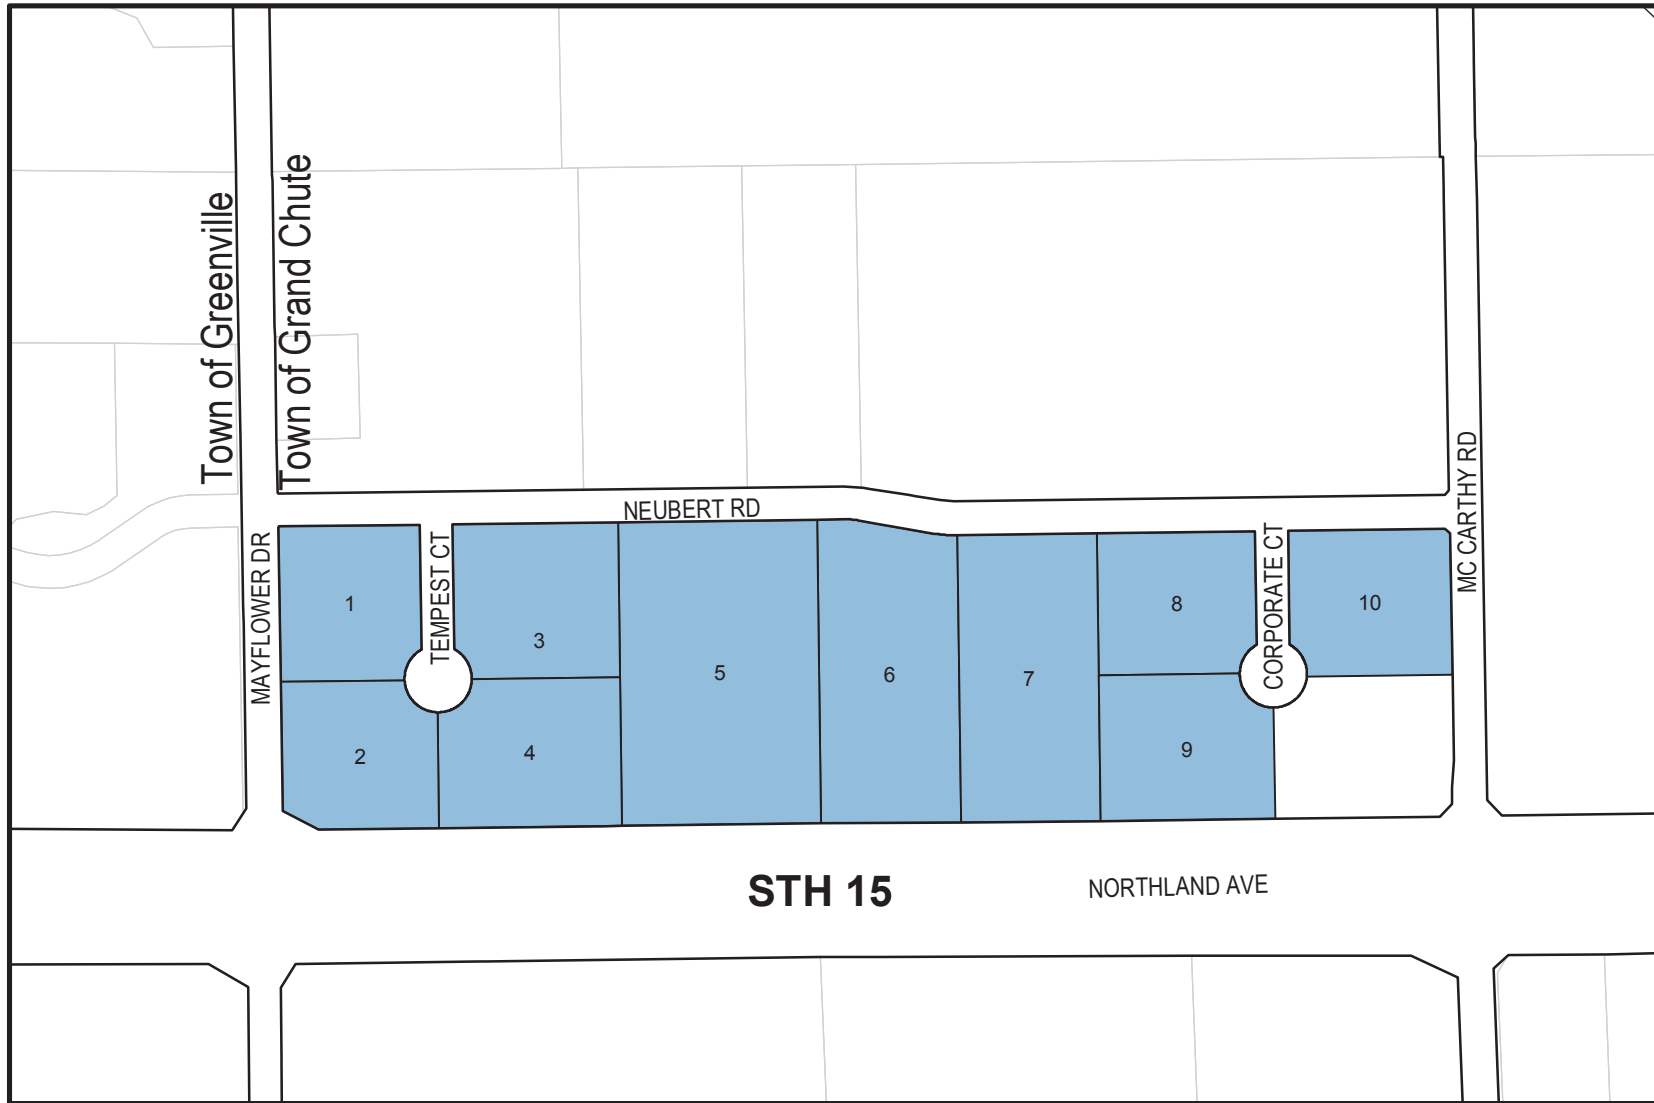 Town of Greenville
Town of Grand Chute
NEUBERT RD
MAYFLOWER DR
TEMPEST CT
CORPORATE CT
MC CARTHY RD
1
2
3
4
5
6
7
8
9
10
STH 15
NORTHLAND AVE